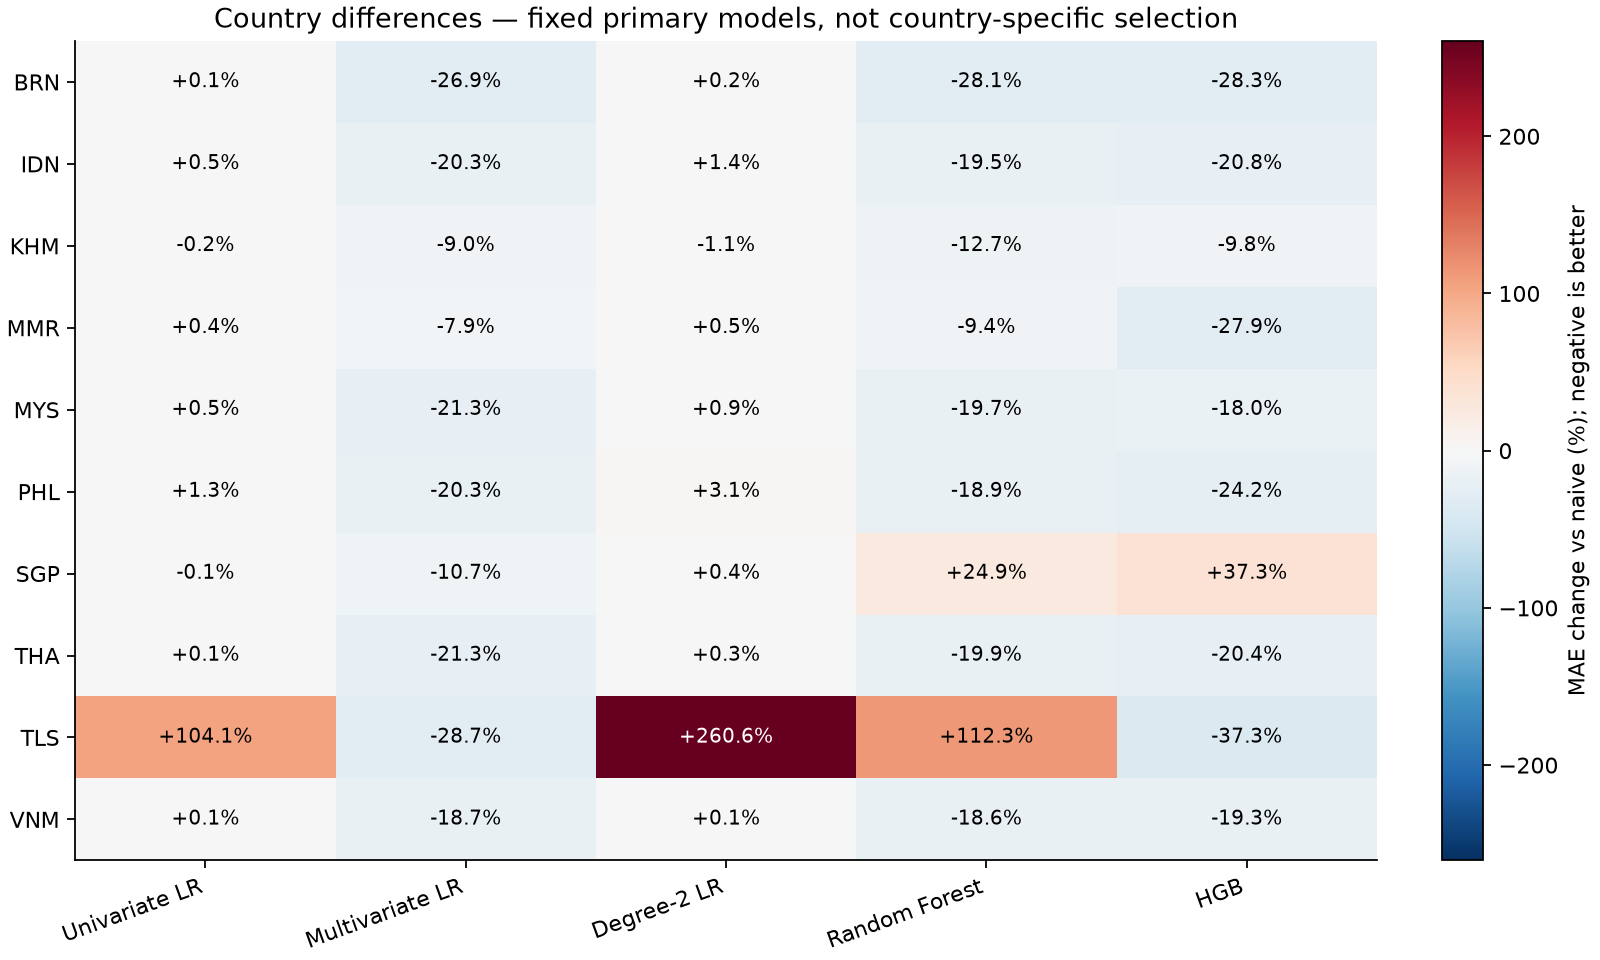 Country differences — fixed primary models, not country-specific selection
BRN +0.1% -26.9% +0.2% -28.1% -28.3%
IDN +0.5% -20.3% +1.4% -19.5% -20.8%
KHM -0.2% -9.0% -1.1% -12.7% -9.8%
MMR +0.4% -7.9% +0.5% -9.4% -27.9%
MYS +0.5% -21.3% +0.9% -19.7% -18.0%
PHL +1.3% -20.3% +3.1% -18.9% -24.2%
SGP -0.1% -10.7% +0.4% +24.9% +37.3%
THA +0.1% -21.3% +0.3% -19.9% -20.4%
TLS +104.1% -28.7% +260.6% +112.3% -37.3%
VNM +0.1% -18.7% +0.1% -18.6% -19.3%
Univariate LR Multivariate LR Degree-2 LR Random Forest HGB
200
100
0
−100
−200
MAE change vs naive (%); negative is better